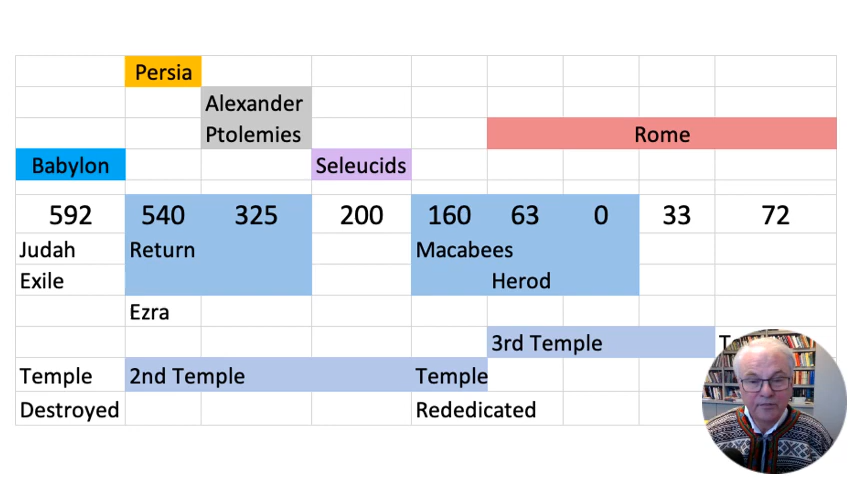 Persia
Alexander
Ptolemies
Rome
Babylon
Seleucids
592 540 325 200 160 63 0 33 72
Judah Return Macabees
Exile Herod
Ezra
3rd Temple
Temple 2nd Temple Temple
Destroyed Rededicated